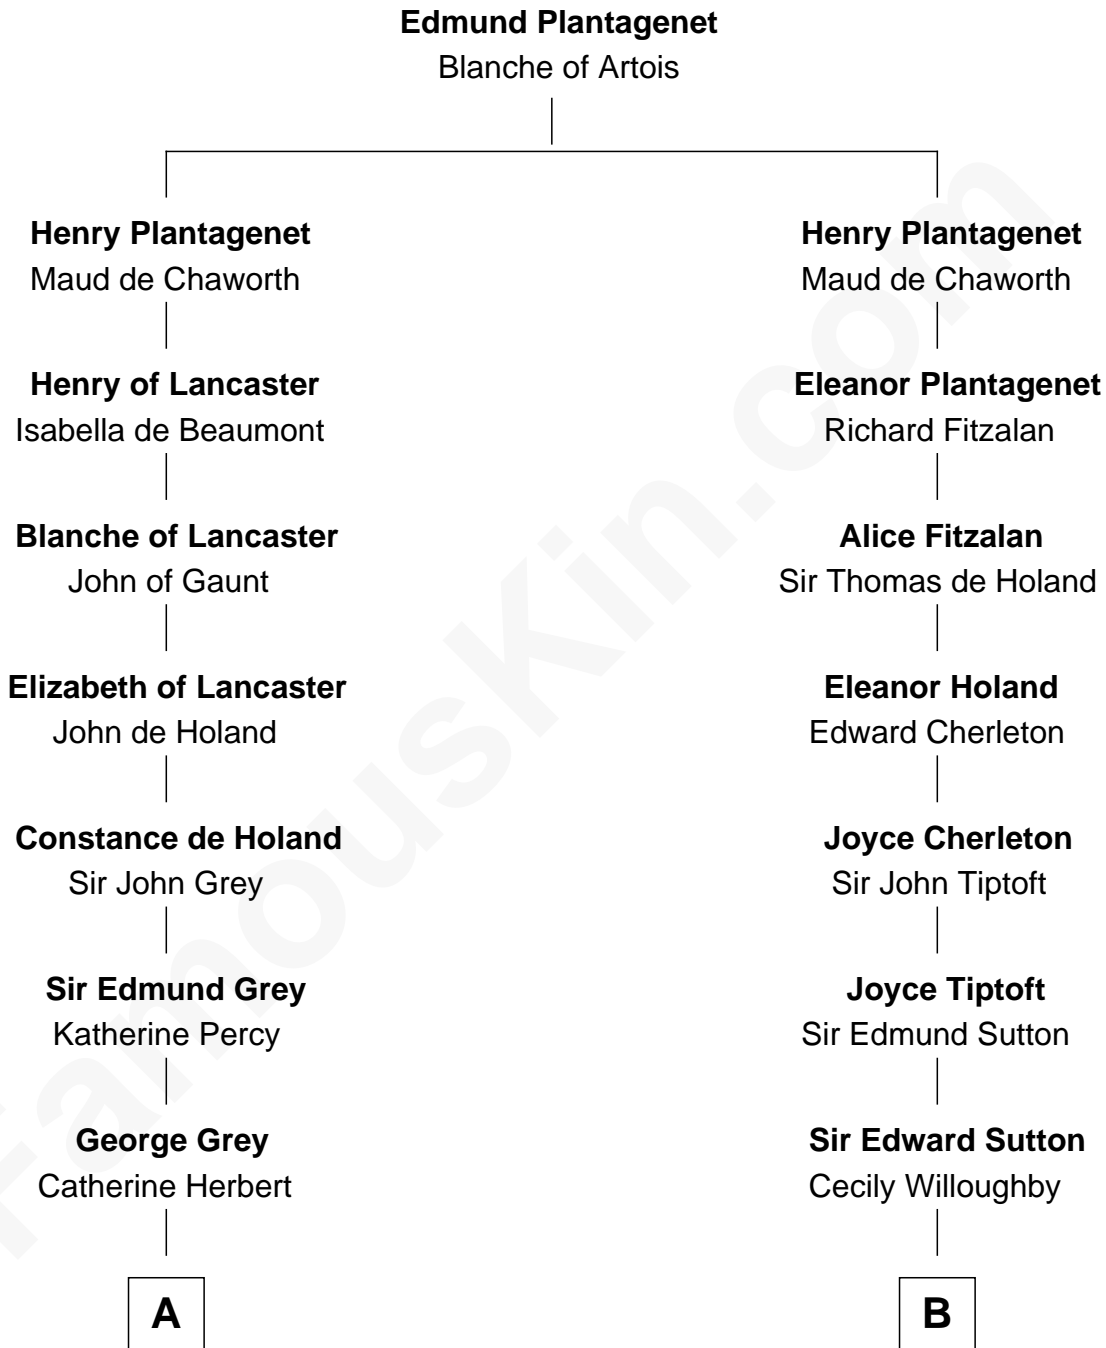 Edmund Plantagenet
Blanche of Artois
Henry Plantagenet
Maud de Chaworth
Henry of Lancaster
Isabella de Beaumont
Blanche of Lancaster
John of Gaunt
Elizabeth of Lancaster
John de Holand
Constance de Holand
Sir John Grey
Sir Edmund Grey
Katherine Percy
George Grey
Catherine Herbert
A
Henry Plantagenet
Maud de Chaworth
Eleanor Plantagenet
Richard Fitzalan
Alice Fitzalan
Sir Thomas de Holand
Eleanor Holand
Edward Cherleton
Joyce Cherleton
Sir John Tiptoft
Joyce Tiptoft
Sir Edmund Sutton
Sir Edward Sutton
Cecily Willoughby
B
FamousKin.com